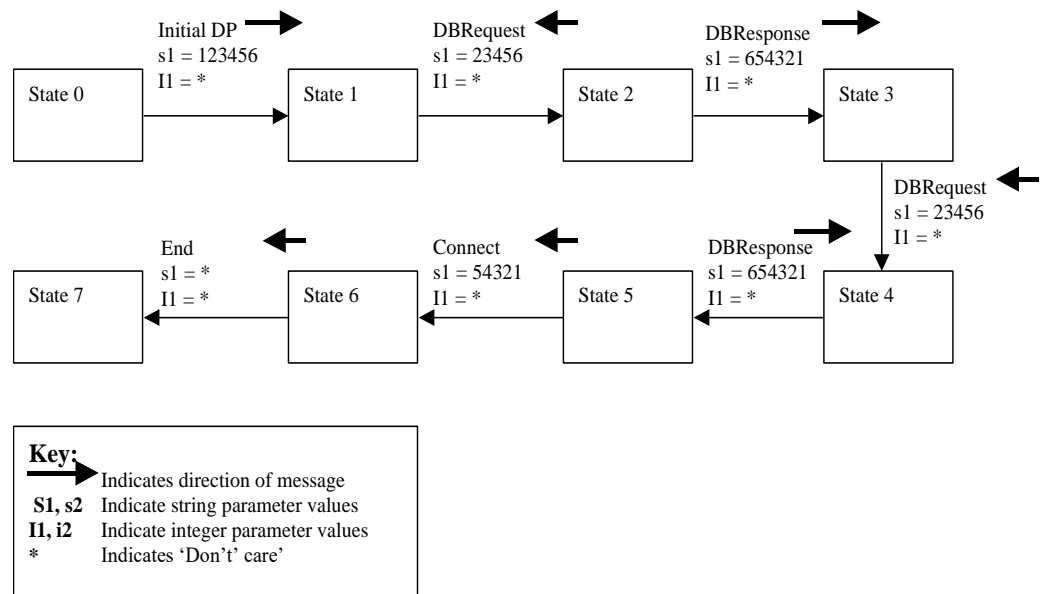 Initial DP
s1 = 123456
I1 = *
DBRequest
s1 = 23456
I1 = *
DBResponse
s1 = 654321
I1 = *
State 0
State 1
State 2
State 3
DBRequest
s1 = 23456
I1 = *
End
s1 = *
I1 = *
Connect
s1 = 54321
I1 = *
DBResponse
s1 = 654321
I1 = *
State 7
State 6
State 5
State 4
Key:
Indicates direction of message
S1, s2 Indicate string parameter values
I1, i2 Indicate integer parameter values
* Indicates ‘Don't’ care’